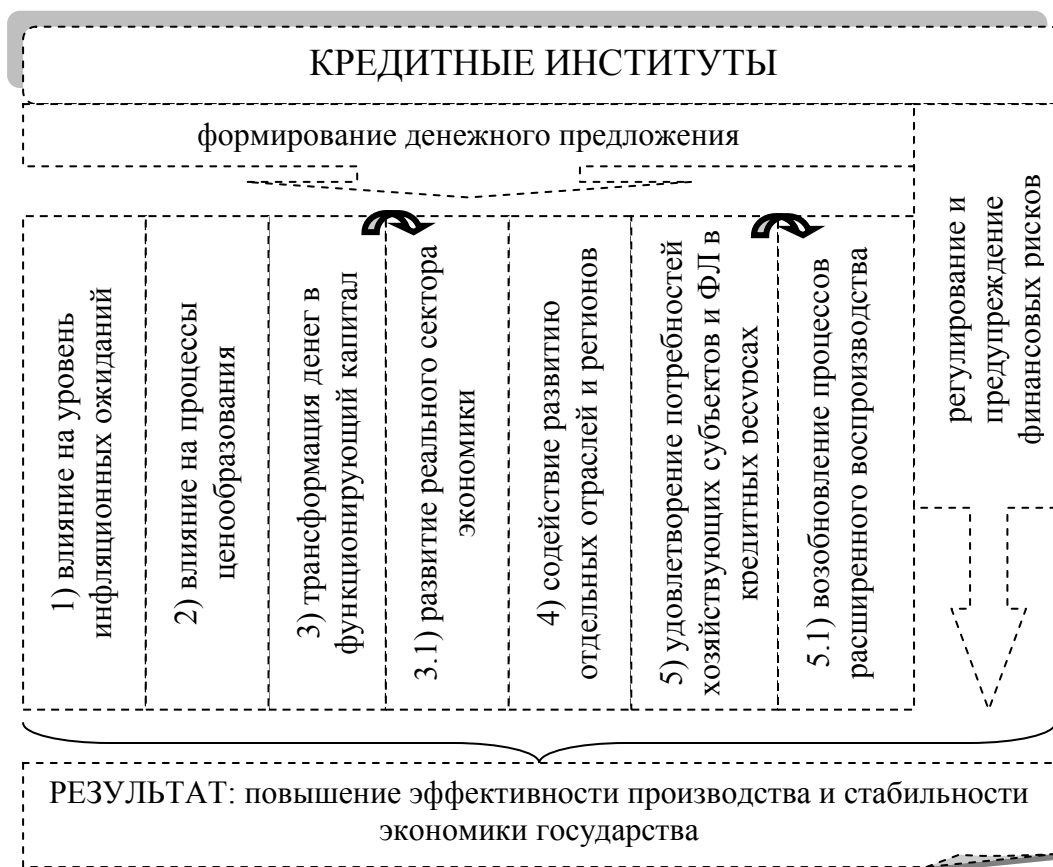 КРЕДИТНЫЕ ИНСТИТУТЫ
формирование денежного предложения
1) влияние на уровень
инфляционных ожиданий
2) влияние на процессы
ценообразования
3) трансформация денег в
функционирующий капитал
3.1) развитие реального сектора
экономики
4) содействие развитию
отдельных отраслей и регионов
5) удовлетворение потребностей
хозяйствующих субъектов и ФЛ в
кредитных ресурсах
5.1) возобновление процессов
расширенного воспроизводства
регулирование и
предупреждение
финансовых рисков
РЕЗУЛЬТАТ: повышение эффективности производства и стабильности
экономики государства